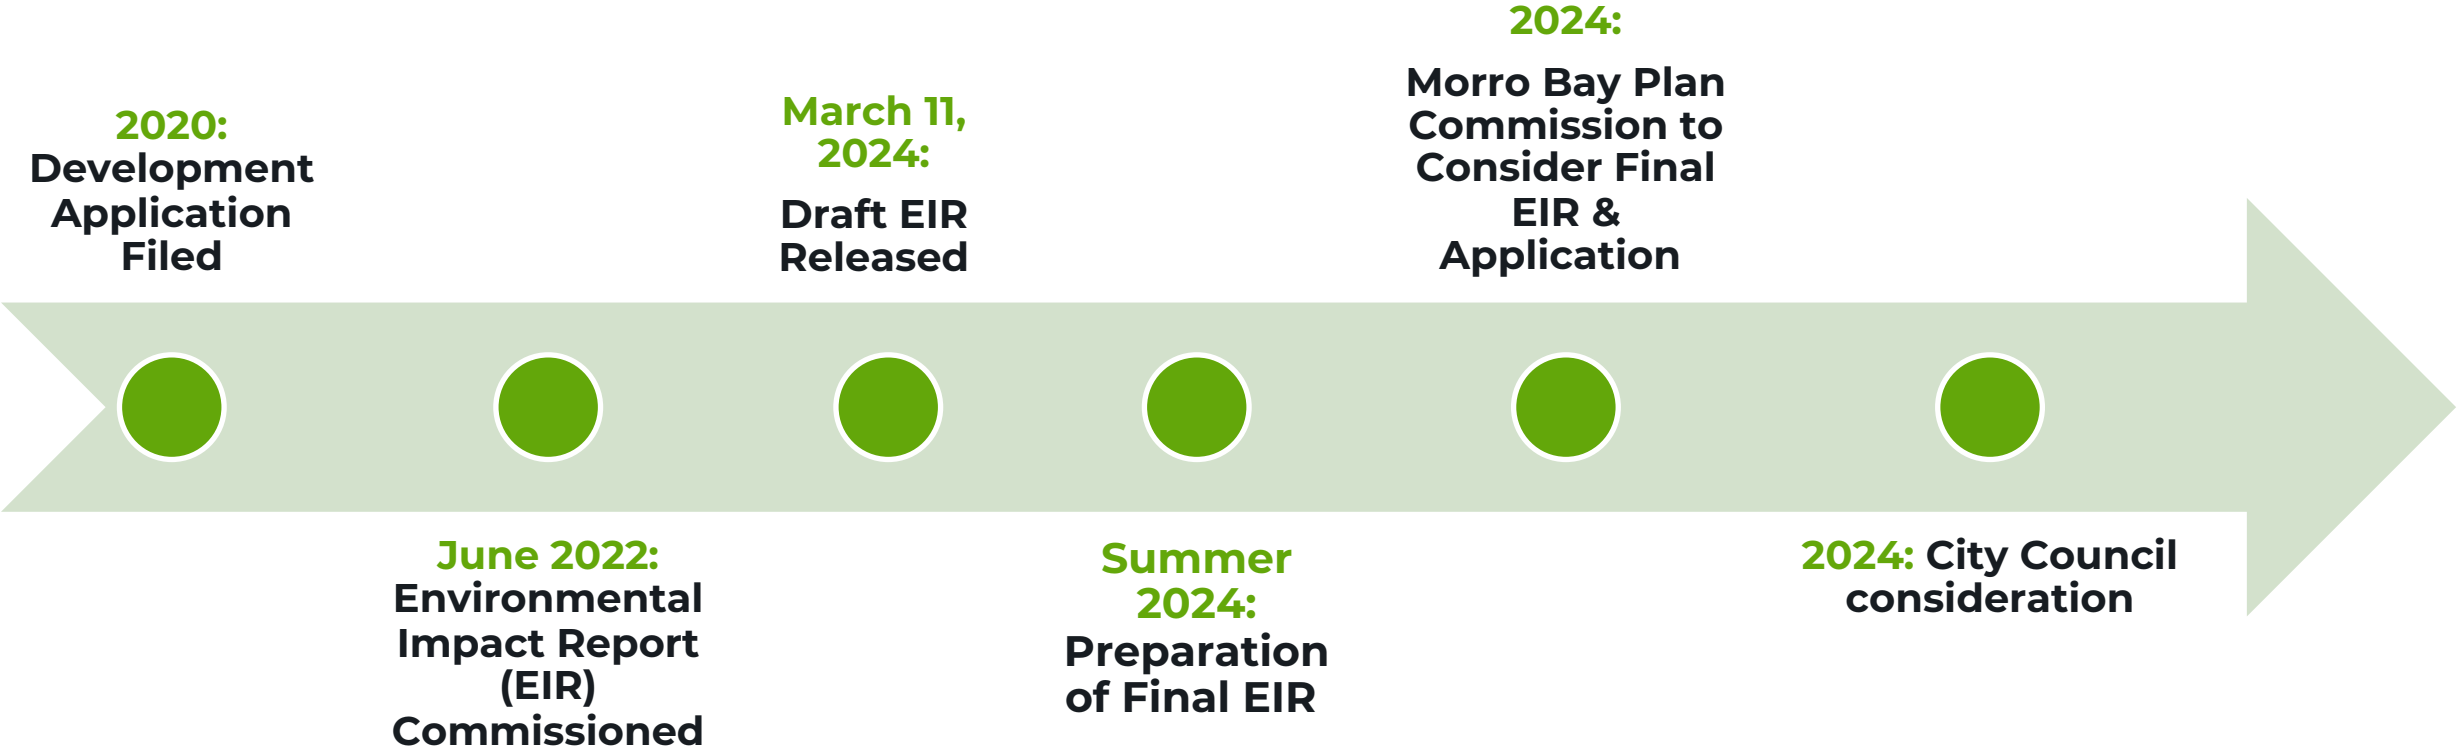 2020:
Development
Application
Filed
June 2022:
Environmental
Impact Report
(EIR)
Commissioned
March 11,
2024:
Draft EIR
Released
Summer
2024:
Preparation
of Final EIR
2024:
Morro Bay Plan
Commission to
Consider Final
EIR &
Application
2024: City Council
consideration